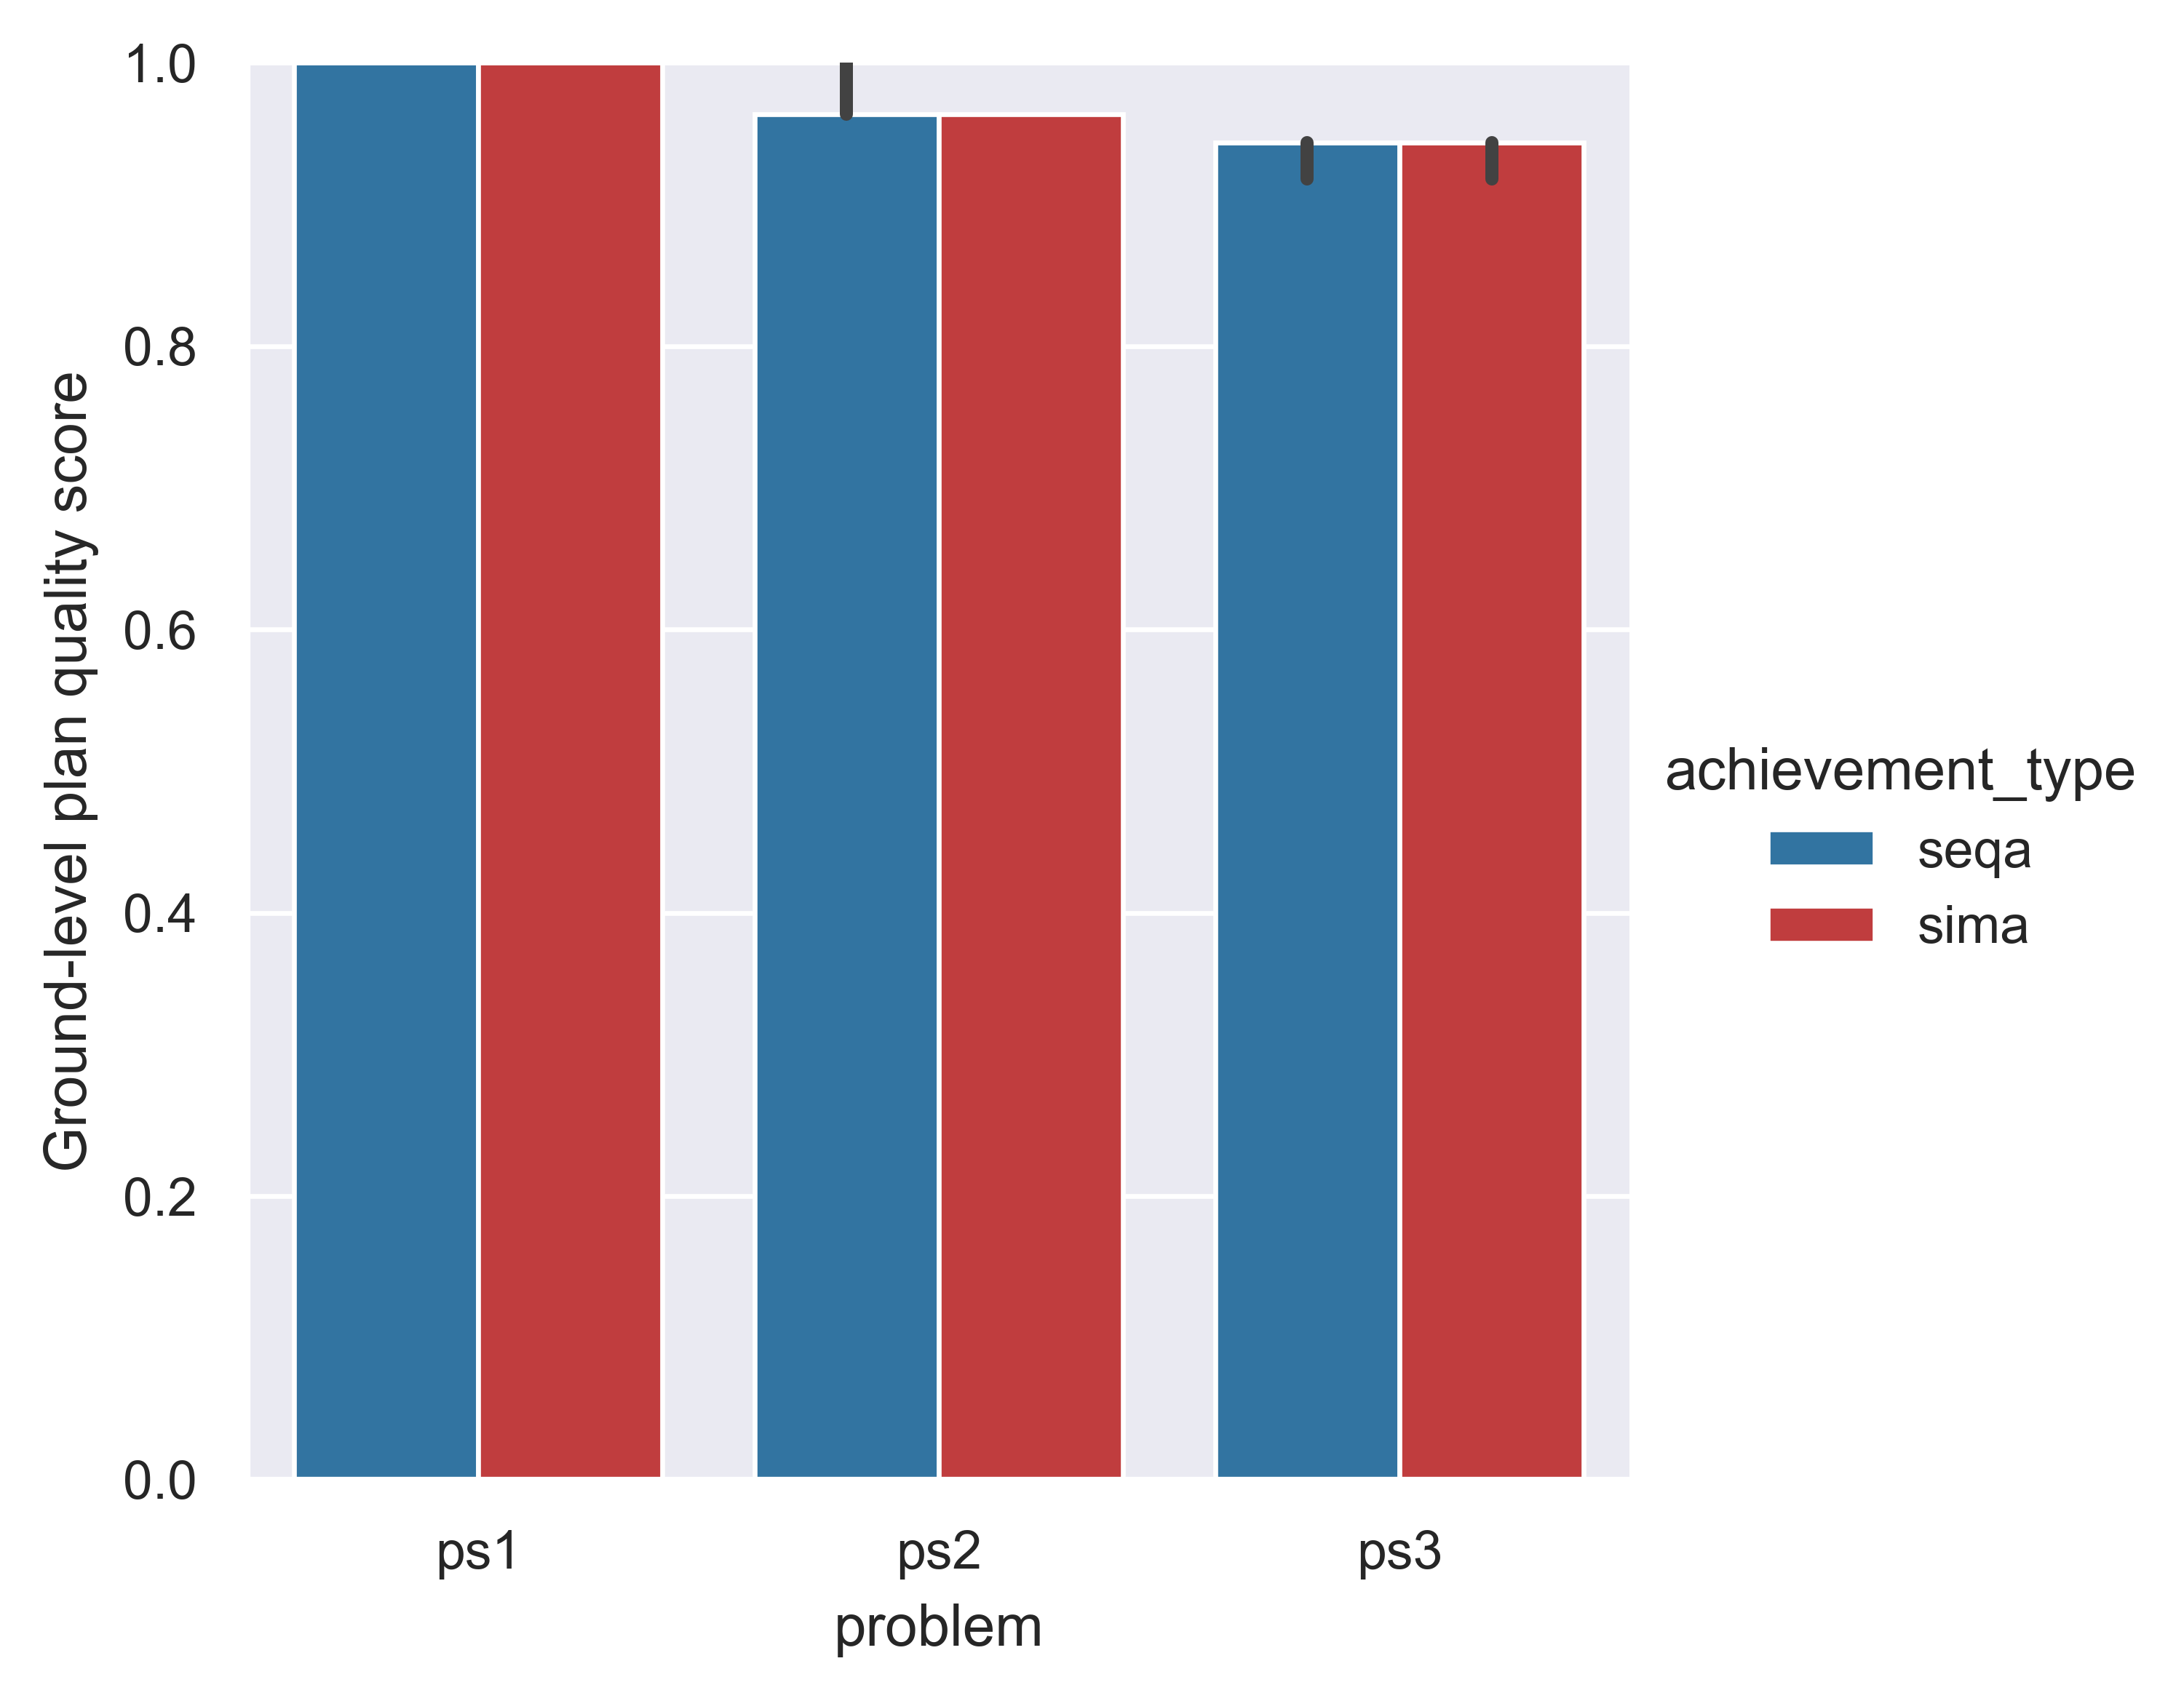 1.0
0.8
0.6
0.4
0.2
0.0
Ground-level plan quality score
ps1 ps2 ps3
problem
achievement_type
seqa
sima